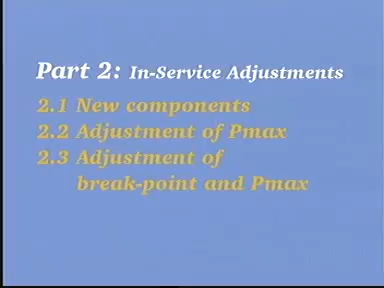 Part 2: In-Service Adjustments
2.1 New components
2.2 Adjustment of Pmax
2.3 Adjustment of
break-point and Pmax